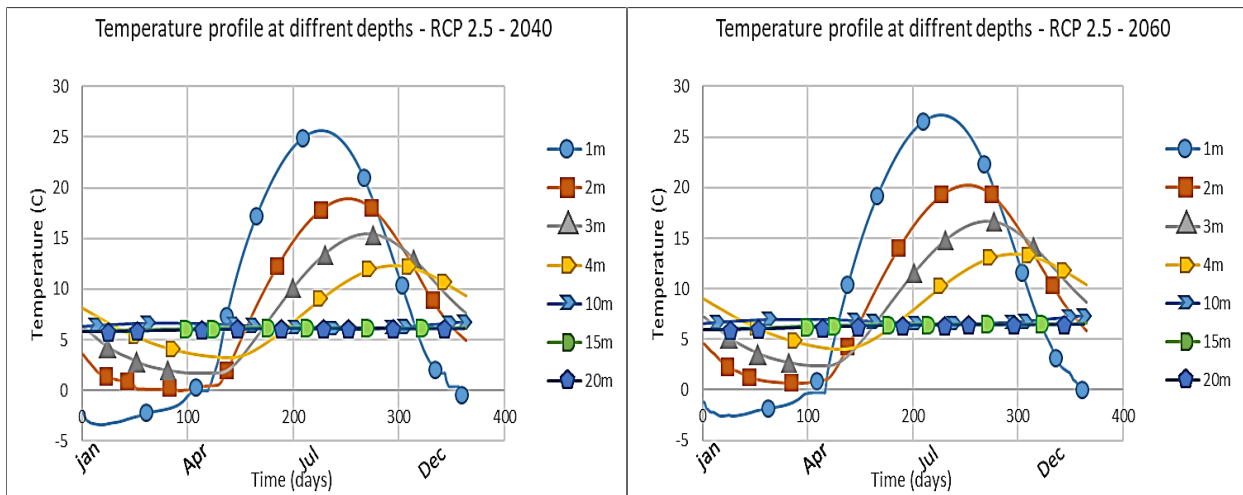 Temperature profile at diffrent depths - RCP 2.5 - 2040
30
25
20
15
10
5
0
-5
Temperature (C)
0
100
200
300
400
jan
Apr
Jul
Dec
Time (days)
1m
2m
3m
4m
10m
15m
20m
Temperature profile at diffrent depths - RCP 2.5 - 2060
30
25
20
15
10
5
0
-5
Temperature (C)
0
100
200
300
400
jan
Apr
Jul
Dec
Time (days)
1m
2m
3m
4m
10m
15m
20m